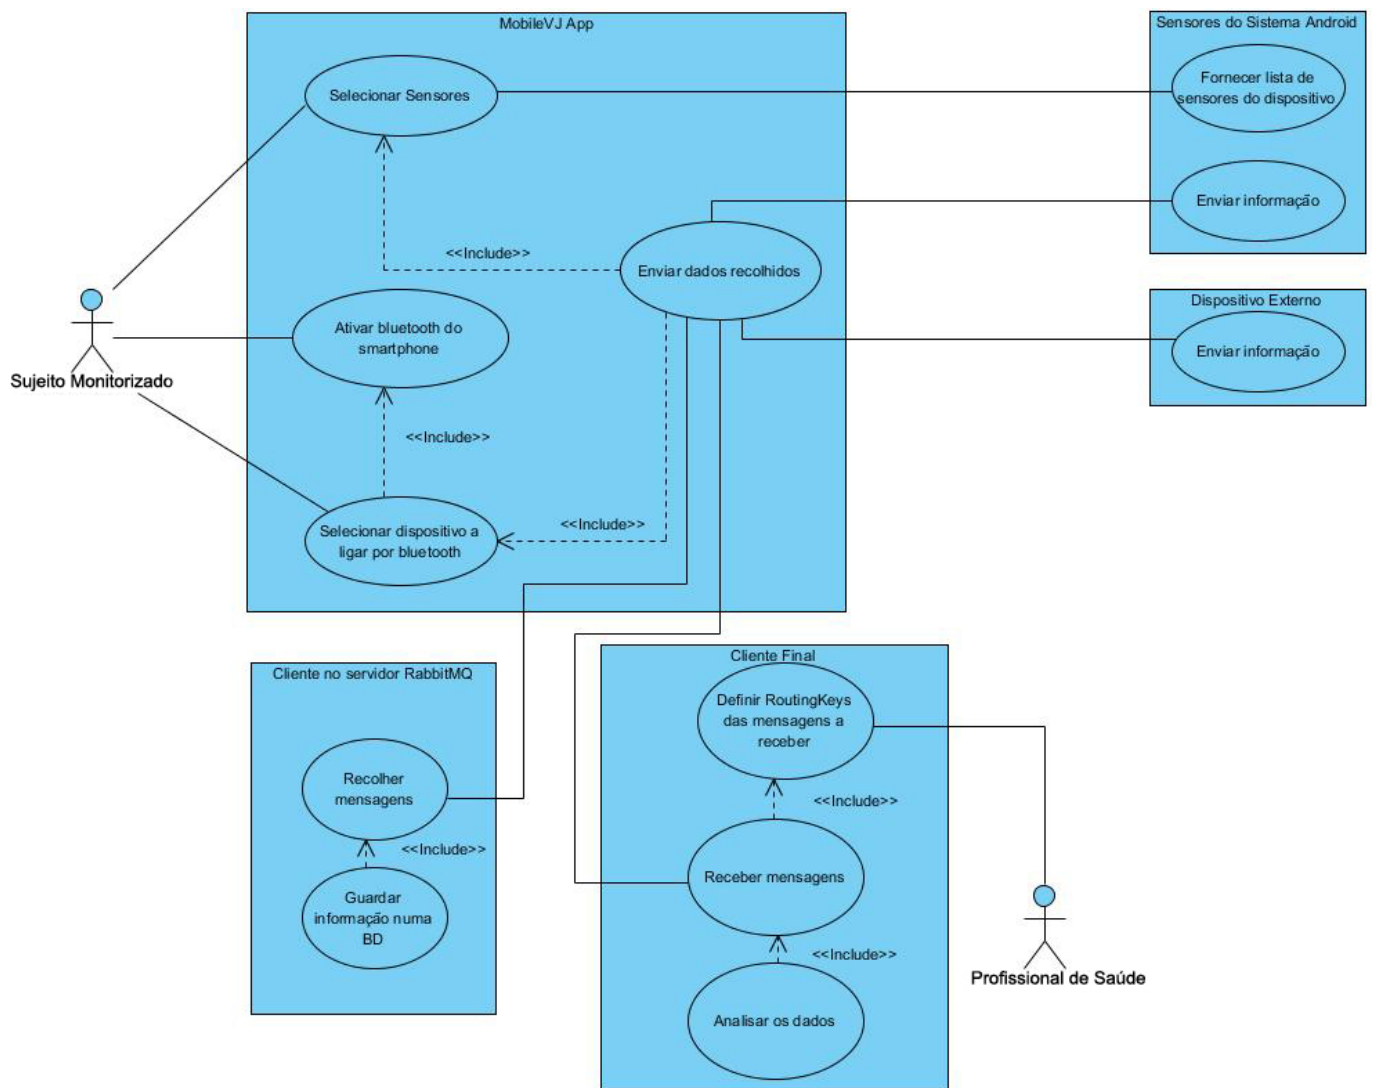 MobileVJ App
Sensores do Sistema Android
Selecionar Sensores
Fornecer lista de
sensores do dispositivo
Enviar informação
<<Include>>
Enviar dados recolhidos
Dispositivo Externo
Enviar informação
Ativar bluetooth do
smartphone
Sujeito Monitorizado
<<Include>>
Selecionar dispositivo a
ligar por bluetooth
<<Include>>
Cliente no servidor RabbitMQ
Recolher
mensagens
<<Include>>
Guardar
informação numa
BD
Cliente Final
Definir RoutingKeys
das mensagens a
receber
<<Include>>
Receber mensagens
<<Include>>
Analisar os dados
Profissional de Saúde